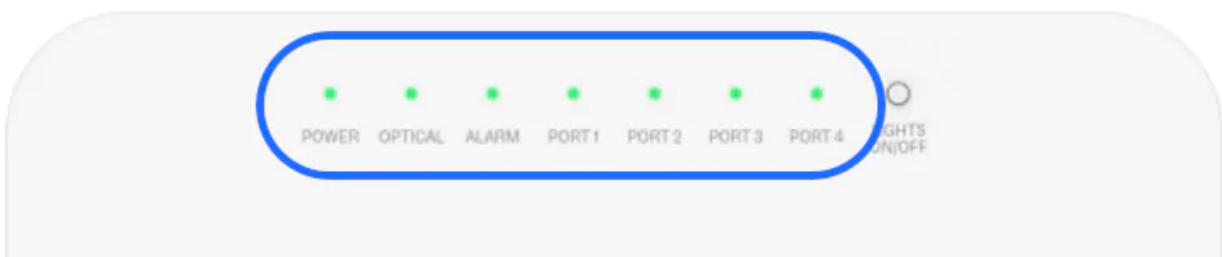 POWER OPTICAL ALARM PORT 1 PORT 2 PORT 3 PORT 4
ON/OFF